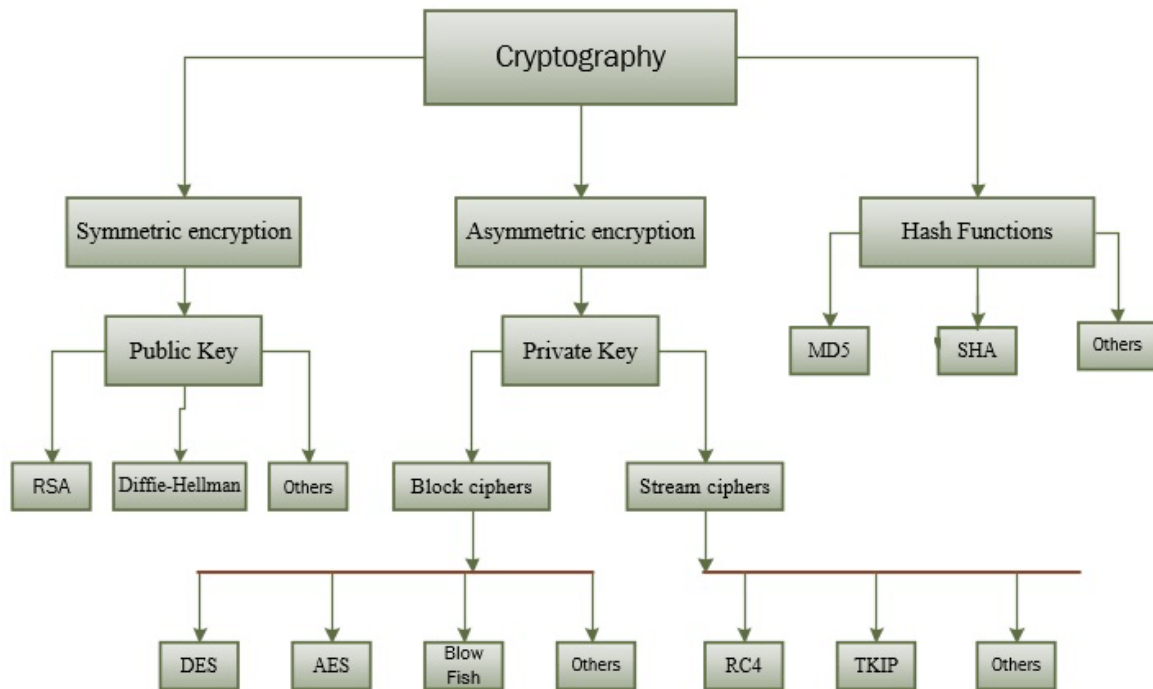 Cryptography
Symmetric encryption
Asymmetric encryption
Hash Functions
Public Key
Private Key
MD5
SHA
Others
RSA
Diffie-Hellman
Others
Block ciphers
Stream ciphers
DES
AES
Blow
Fish
Others
RC4
TKIP
Others